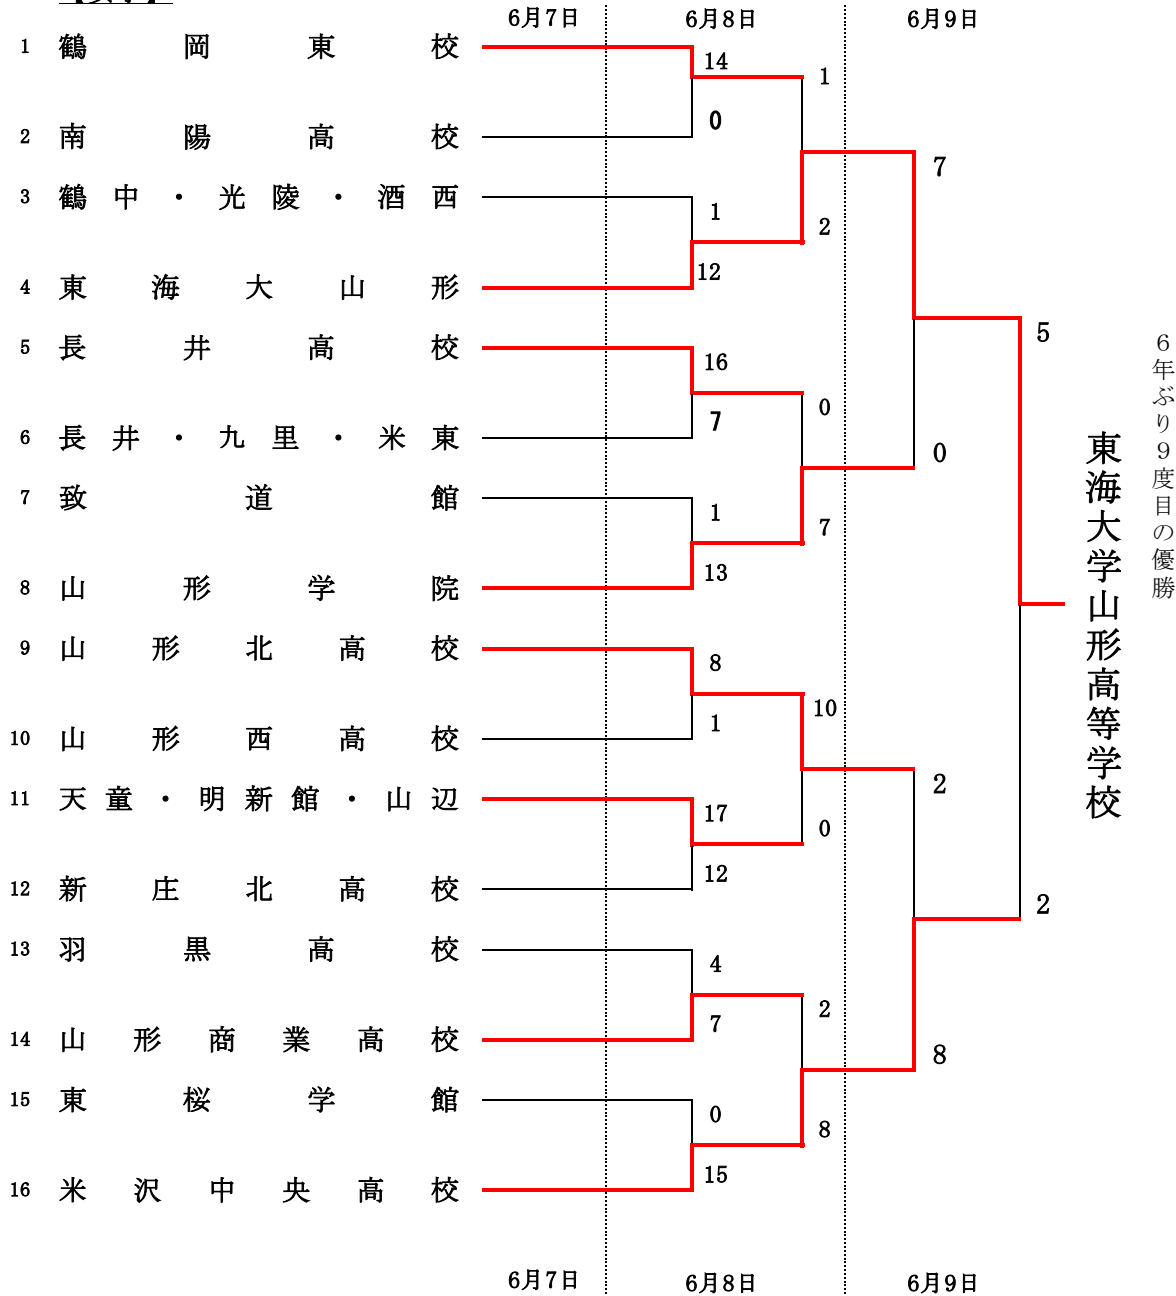 6月7日 6月8日 6月9日
1 鶴岡東校
14
1
2 南陽高校
0
7
3 鶴中・光陵・酒西
1
2
4 東海大山形
12
5
5 長井高校
16
0
6 長井・九里・米東
7
0
7 致道館
1
7
8 山形学院
13
6年ぶり9度目の優勝
東海大学山形高等学校
9 山形北高校
8
10
10 山形西高校
1
2
11 天童・明新館・山辺
17
0
12 新庄北高校
12
2
13 羽黒高校
4
2
14 山形商業高校
7
8
15 東桜学館
0
8
16 米沢中央高校
15
6月7日 6月8日 6月9日